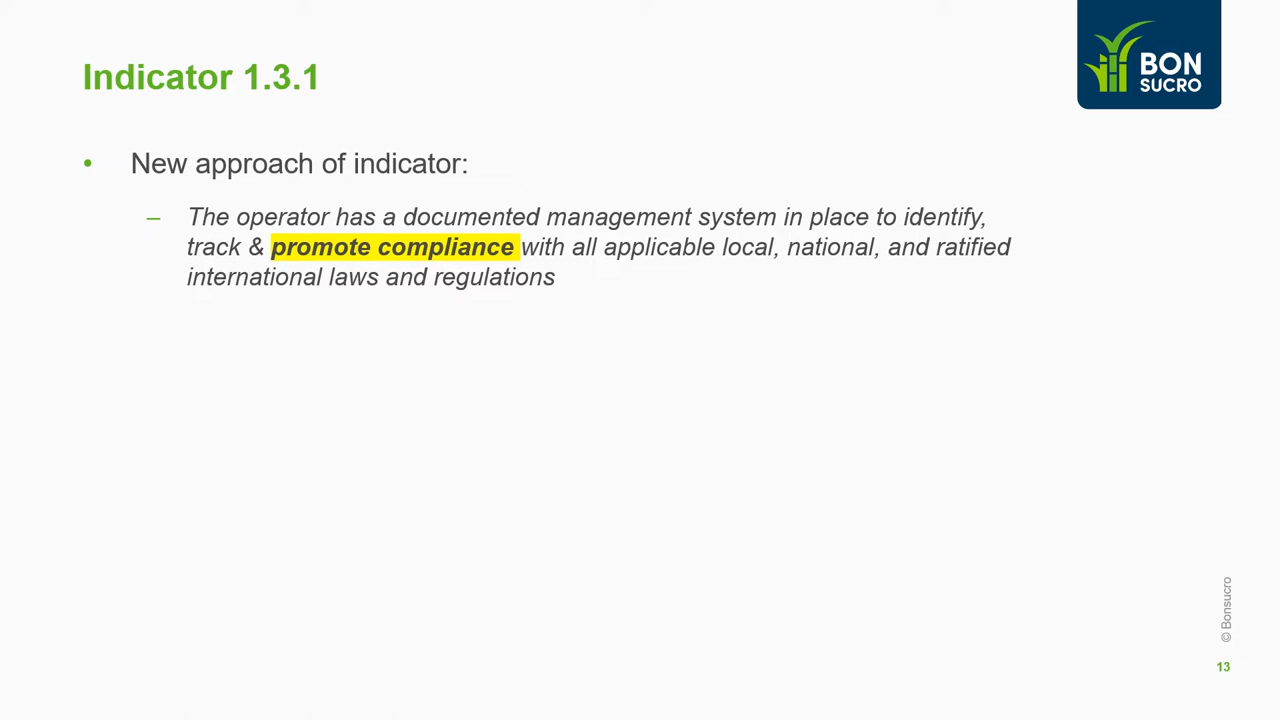 Indicator 1.3.1
BON
SUCRO
• New approach of indicator:
– The operator has a documented management system in place to identify,
track & promote compliance with all applicable local, national, and ratified
international laws and regulations
© Bonsucro
13